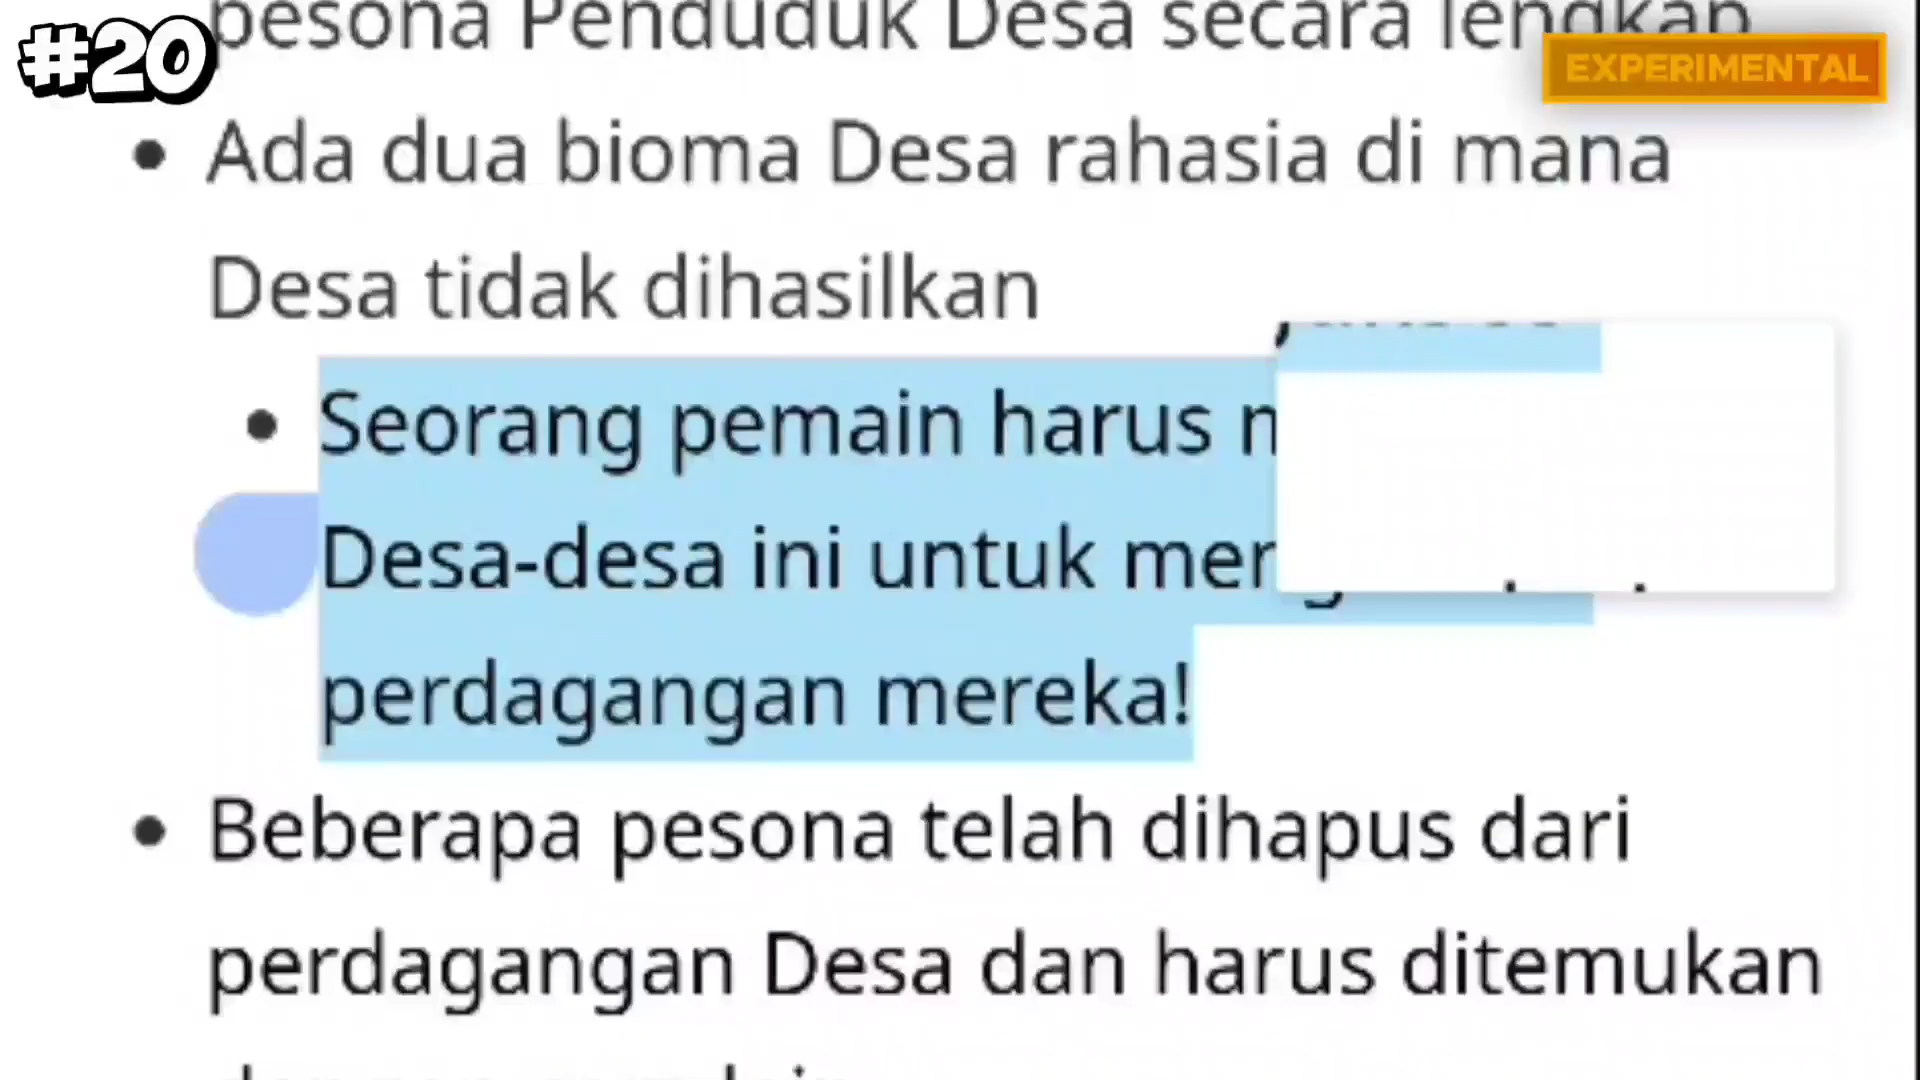 #20
pesona Penduduk Desa secara lengkap
EXPERIMENTAL
Ada dua bioma Desa rahasia di mana
Desa tidak dihasilkan
Seorang pemain harus
Desa-desa ini untuk
perdagangan mereka!
Beberapa pesona telah dihapus dari
perdagangan Desa dan harus ditemukan